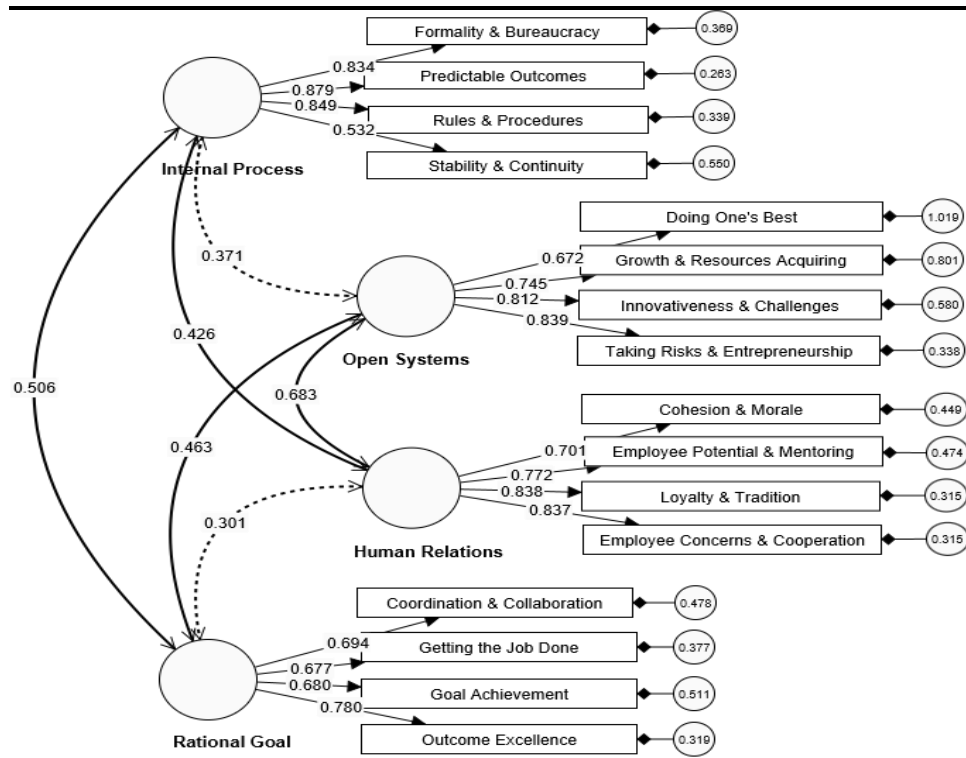 Formality & Bureaucracy
0.369
0.834
Predictable Outcomes
0.263
0.879
0.849
Rules & Procedures
0.339
0.532
Stability & Continuity
0.550
Internal Process
Doing One's Best
1.019
0.371
0.672
Growth & Resources Acquiring
0.801
0.745
0.812
Innovativeness & Challenges
0.580
0.839
Taking Risks & Entrepreneurship
0.338
Open Systems
0.426
0.506
0.683
0.463
Cohesion & Morale
0.449
0.701
Employee Potential & Mentoring
0.474
0.772
0.838
Loyalty & Tradition
0.315
0.837
Employee Concerns & Cooperation
0.315
0.301
Human Relations
Coordination & Collaboration
0.478
0.694
Getting the Job Done
0.377
0.677
0.680
Goal Achievement
0.511
0.780
Outcome Excellence
0.319
Rational Goal